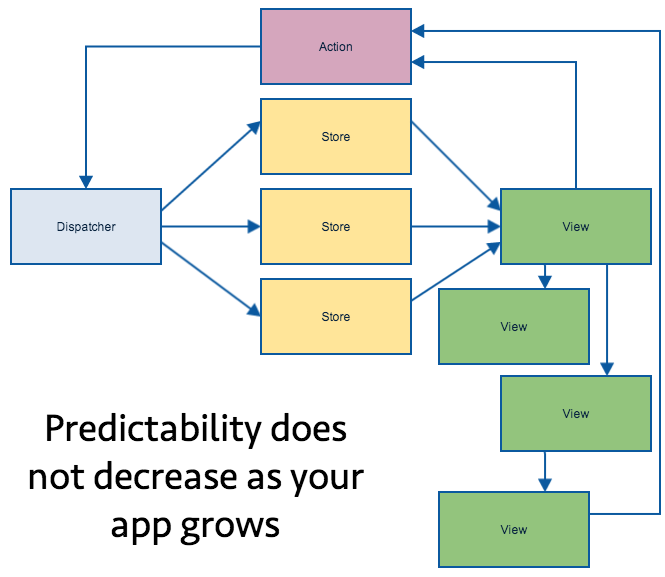 Action
Store
Dispatcher
Store
View
Store
View
View
Predictability does
not decrease as your
app grows
View